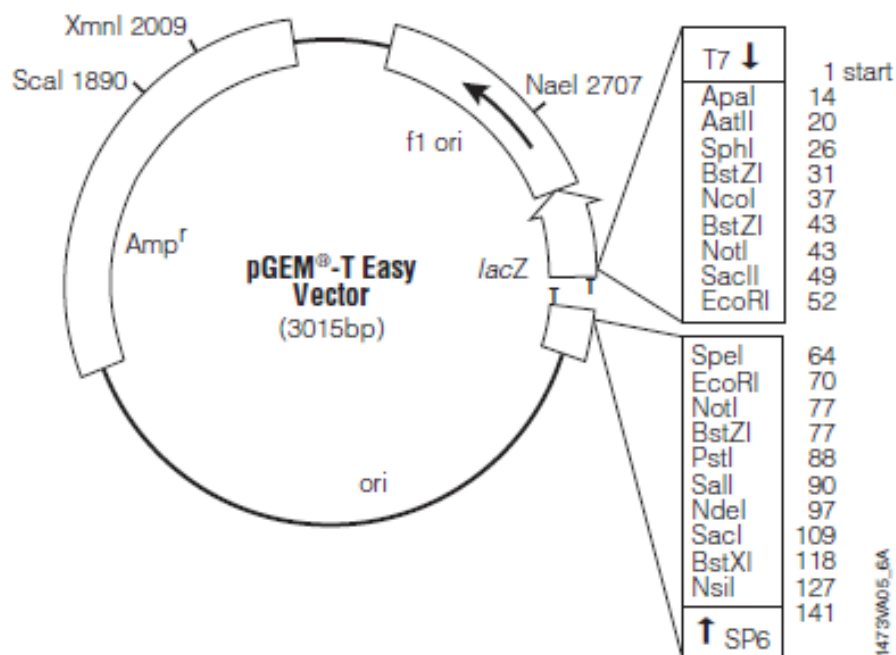 XmnI 2009
ScaI 1890
NaeI 2707
f1 ori
Ampʳ
pGEM®-T Easy
Vector
(3015bp)
lacZ
T T
ori
T7 ↓
1 start
ApaI 14
AatII 20
SphI 26
BstZI 31
NcoI 37
BstZI 43
NotI 43
SacII 49
EcoRI 52
SpeI 64
EcoRI 70
NotI 77
BstZI 77
PstI 88
SalI 90
NdeI 97
SacI 109
BstXI 118
NsiI 127
141
↑ SP6
1473VA05_6A